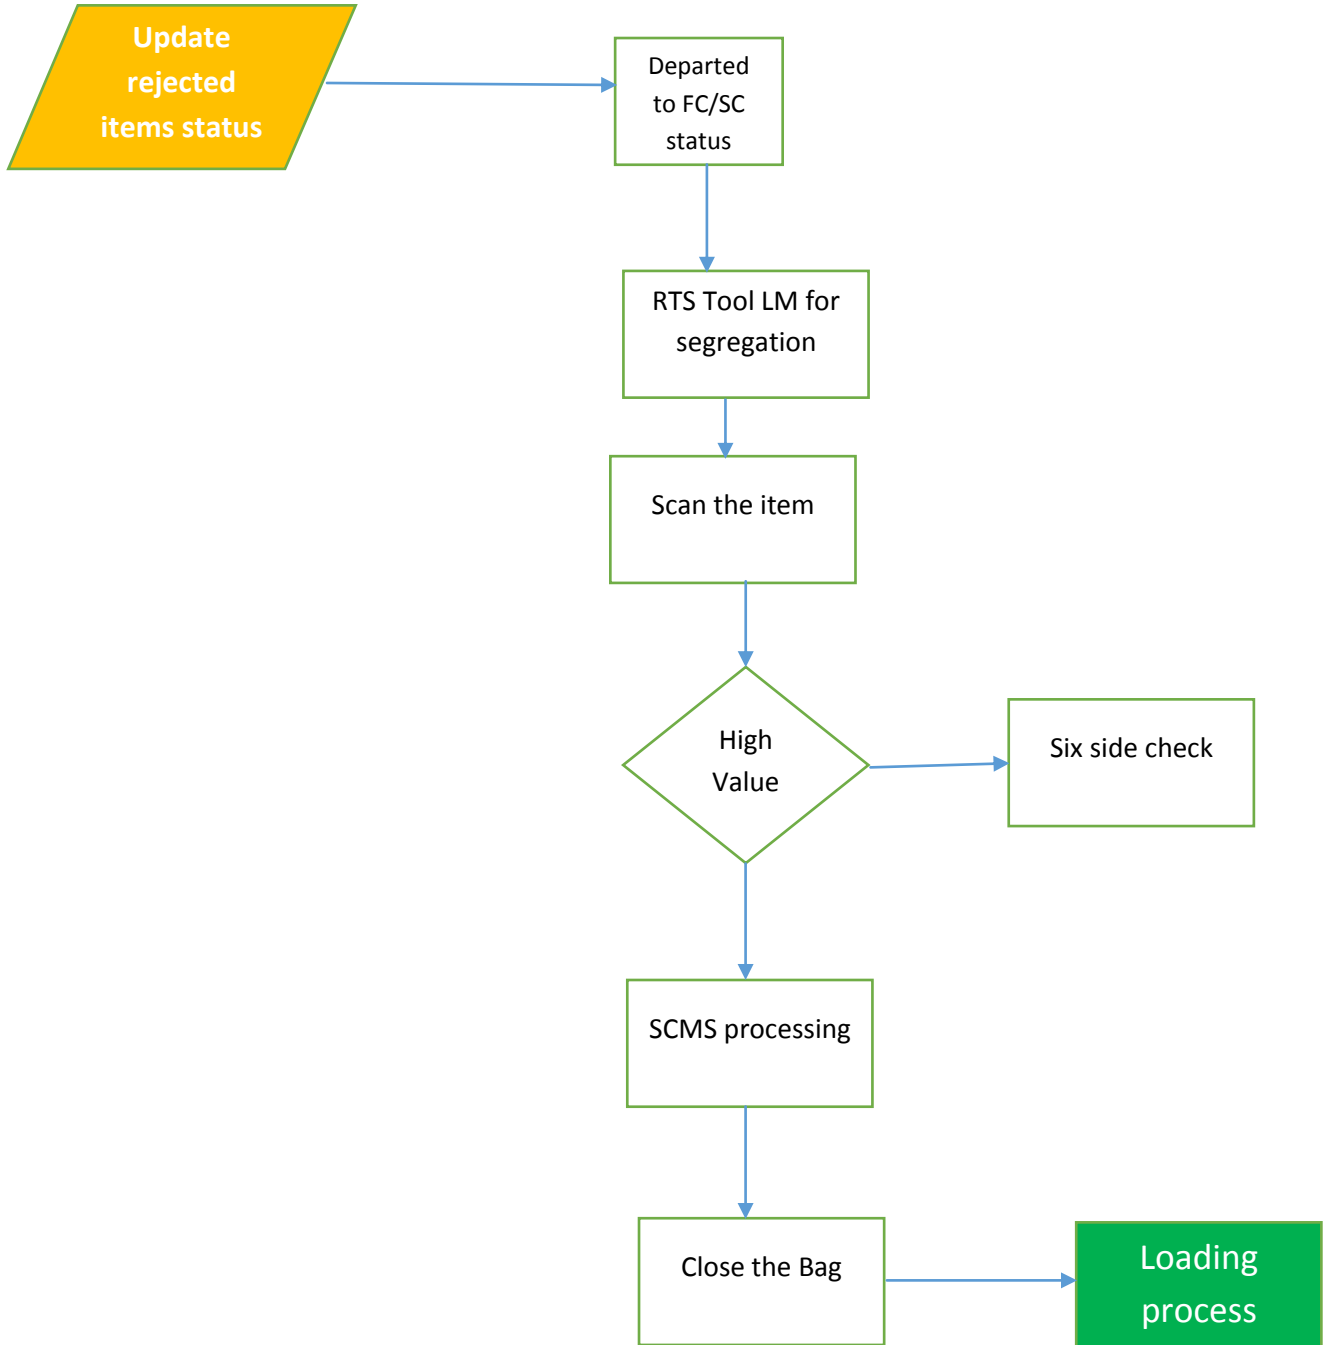 Update
rejected
items status
Departed
to FC/SC
status
RTS Tool LM for
segregation
Scan the item
High
Value
Six side check
SCMS processing
Close the Bag
Loading
process